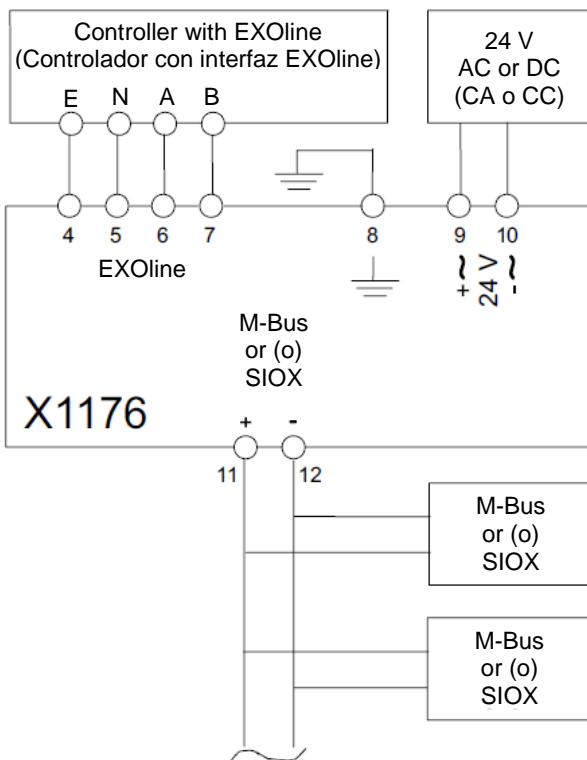 Controller with EXOline
(Controlador con interfaz EXOline)
E N A B
24 V
AC or DC
(CA o CC)
4 5 6 7 8 9 10
EXOline
+ ~ 24 V - ~
M-Bus
or (o)
SIOX
X1176
+ -
11 12
M-Bus
or (o)
SIOX
M-Bus
or (o)
SIOX